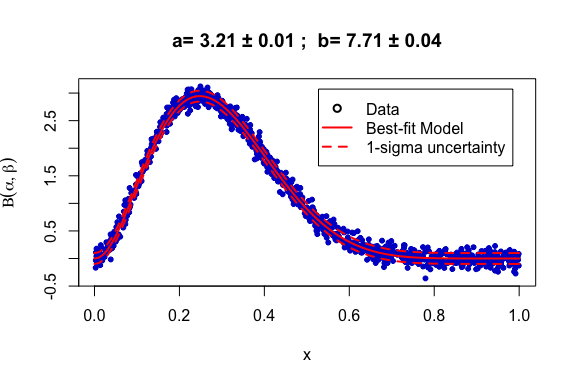 a= 3.21 ± 0.01 ;  b= 7.71 ± 0.04
B(α, β)
2.5
1.5
0.5
-0.5
Data
Best-fit Model
1-sigma uncertainty
0.0 0.2 0.4 0.6 0.8 1.0
x